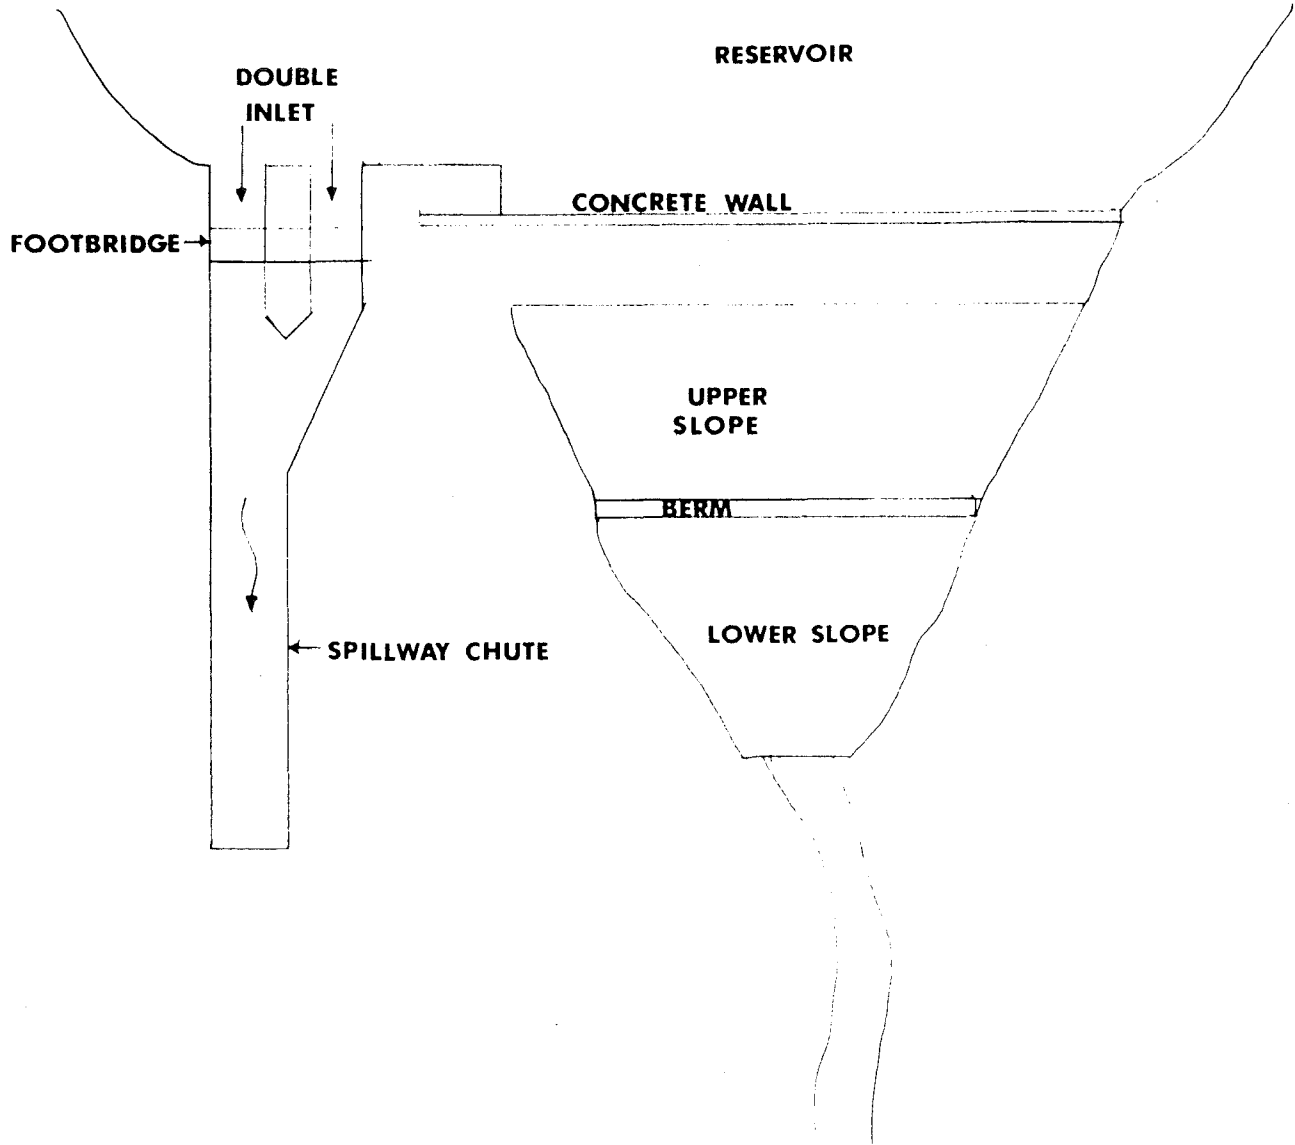 RESERVOIR
DOUBLE
INLET
CONCRETE WALL
FOOTBRIDGE
UPPER
SLOPE
BERM
LOWER SLOPE
SPILLWAY CHUTE